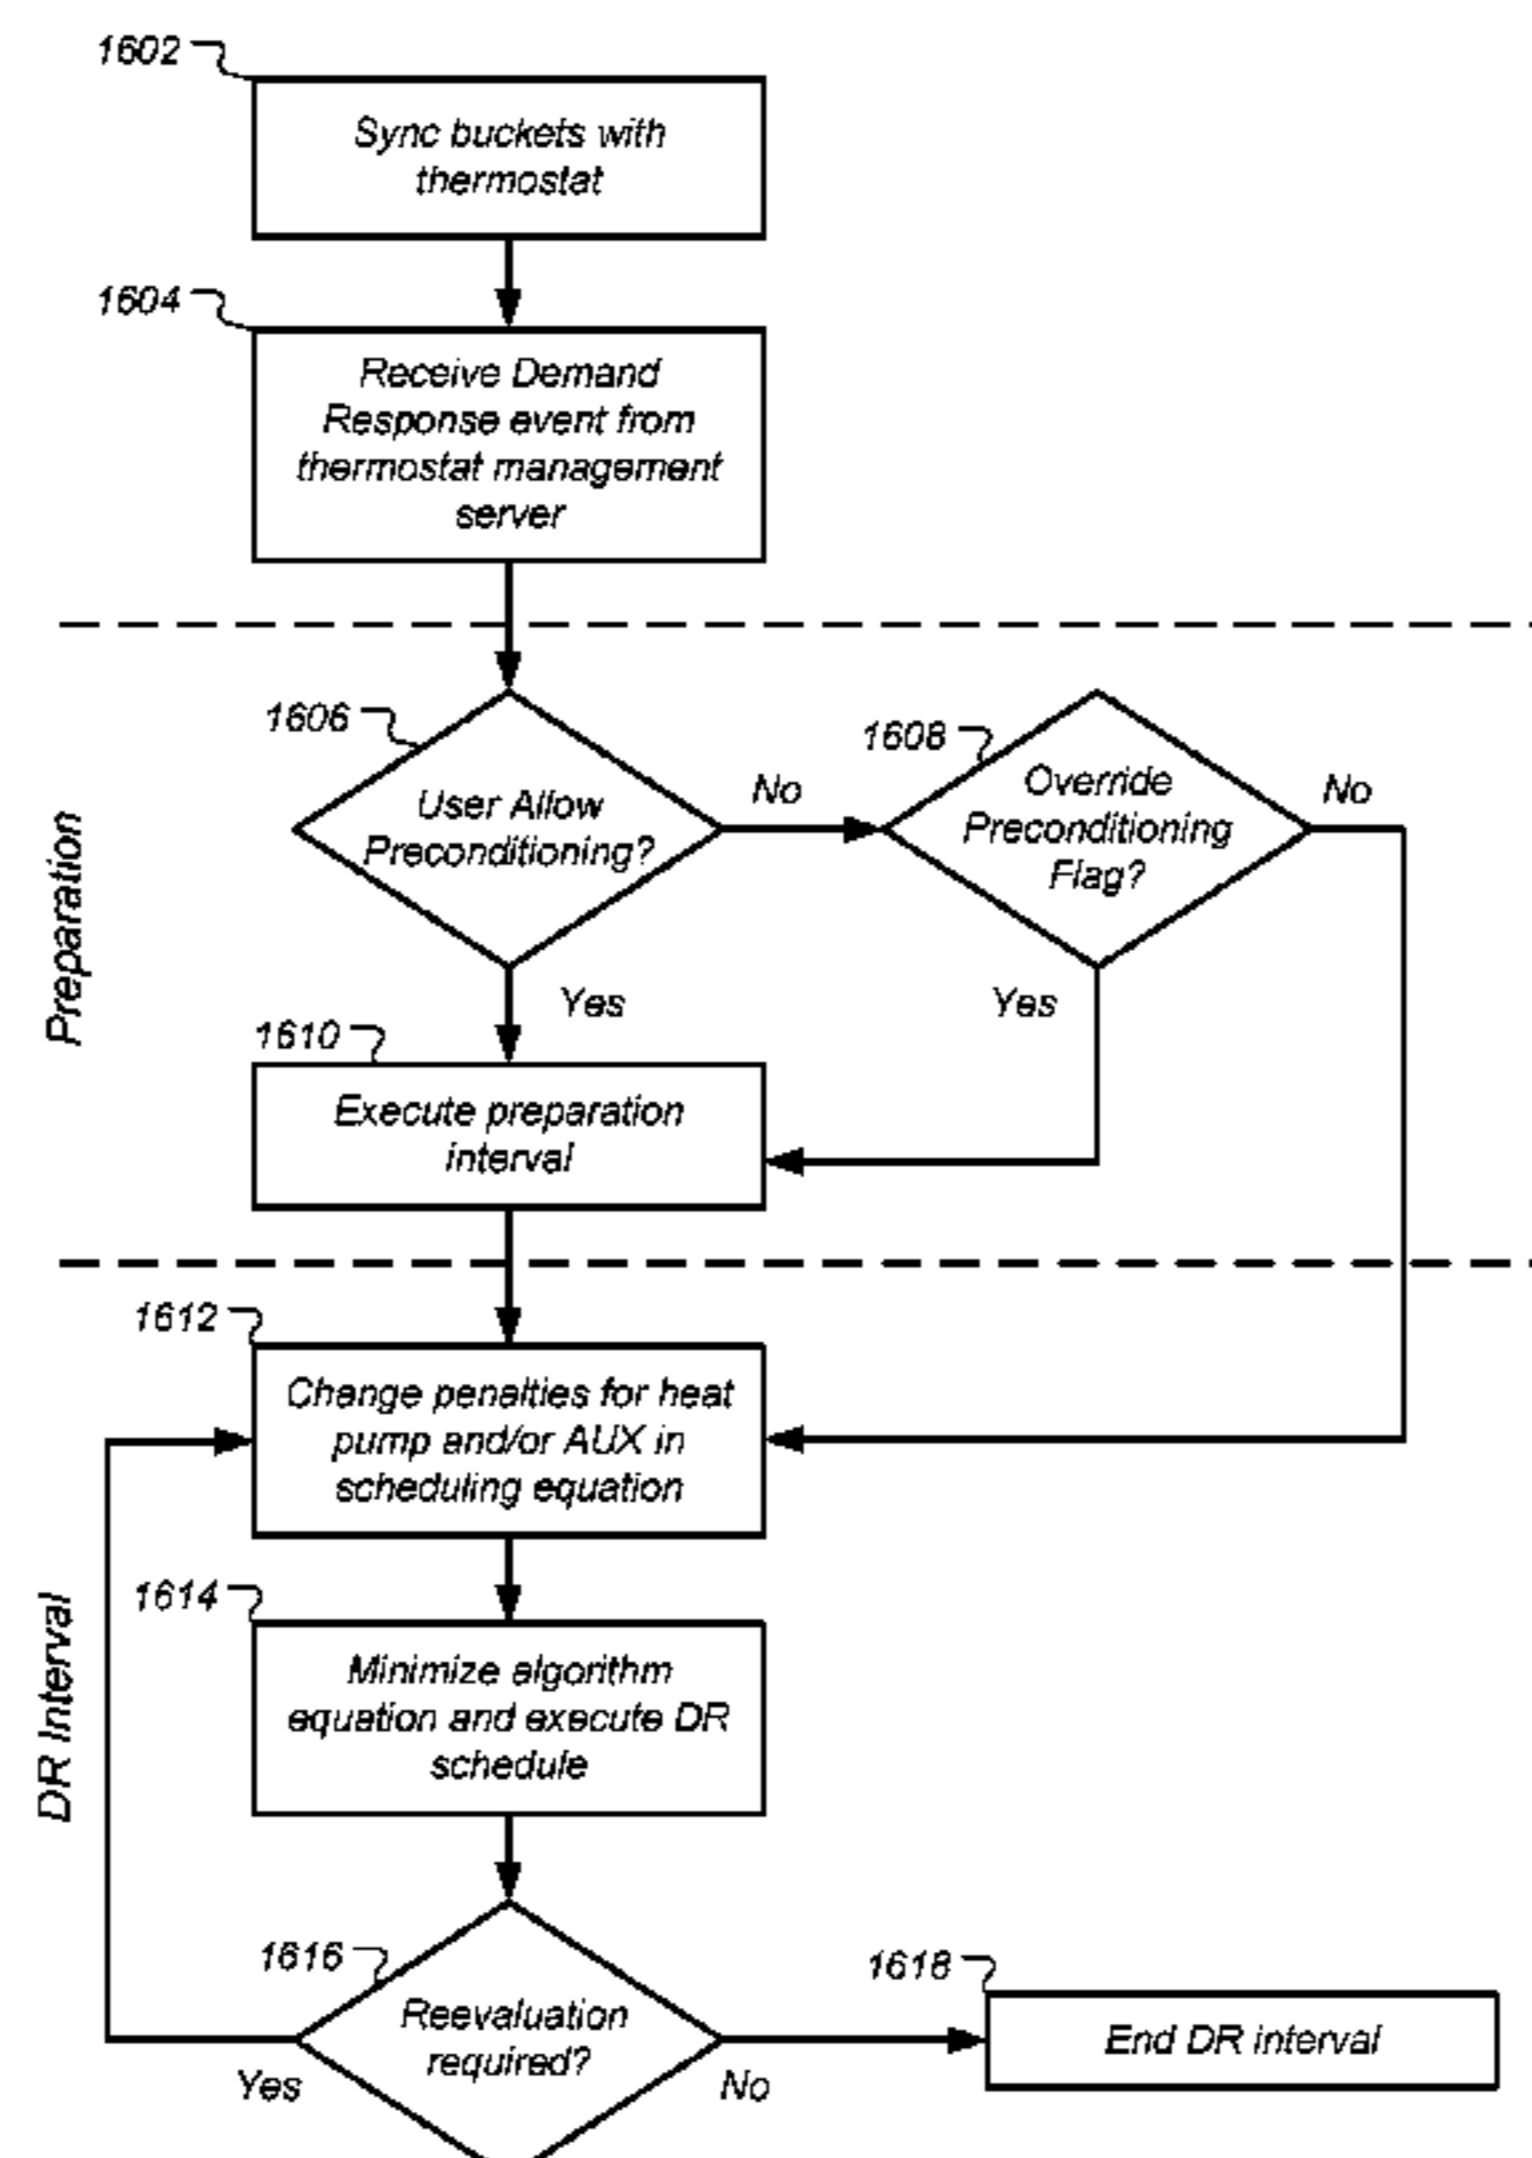 1602
Sync buckets with
thermostat
1604
Receive Demand
Response event from
thermostat management
server
Preparation
1606
User Allow
Preconditioning?
No
Yes
1608
Override
Preconditioning
Flag?
No
Yes
1610
Execute preparation
interval
DR Interval
1612
Change penalties for heat
pump and/or AUX in
scheduling equation
1614
Minimize algorithm
equation and execute DR
schedule
1616
Reevaluation
required?
Yes
No
1618
End DR interval